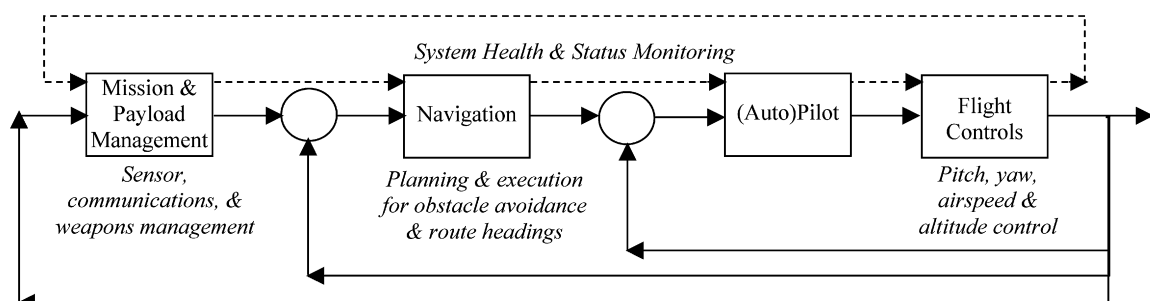 System Health & Status Monitoring
Mission &
Payload
Management
Navigation
(Auto)Pilot
Flight
Controls
Sensor,
communications, &
weapons management
Planning & execution
for obstacle avoidance
& route headings
Pitch, yaw,
airspeed &
altitude control